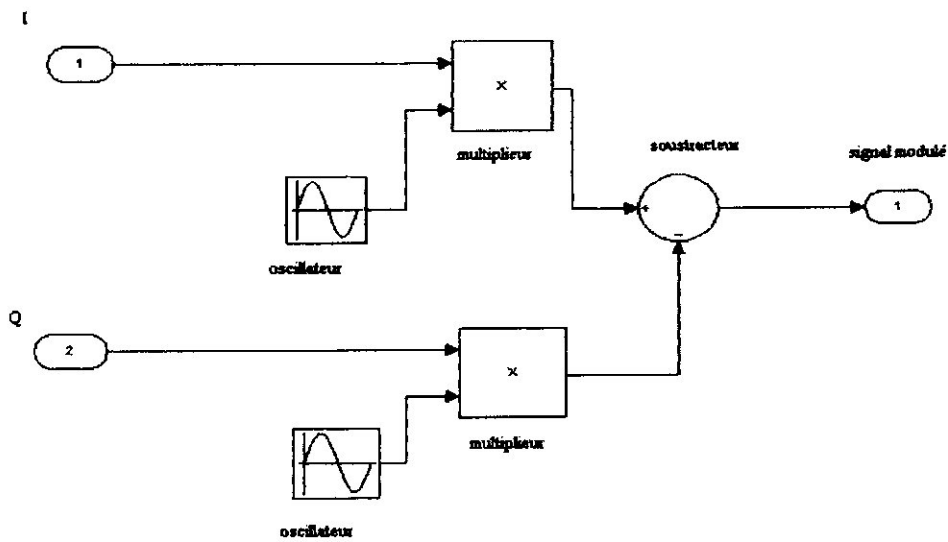 I
1
×
multiplieur
soustracteur
signal modulé
+
−
1
oscillateur
Q
2
×
multiplieur
oscillateur